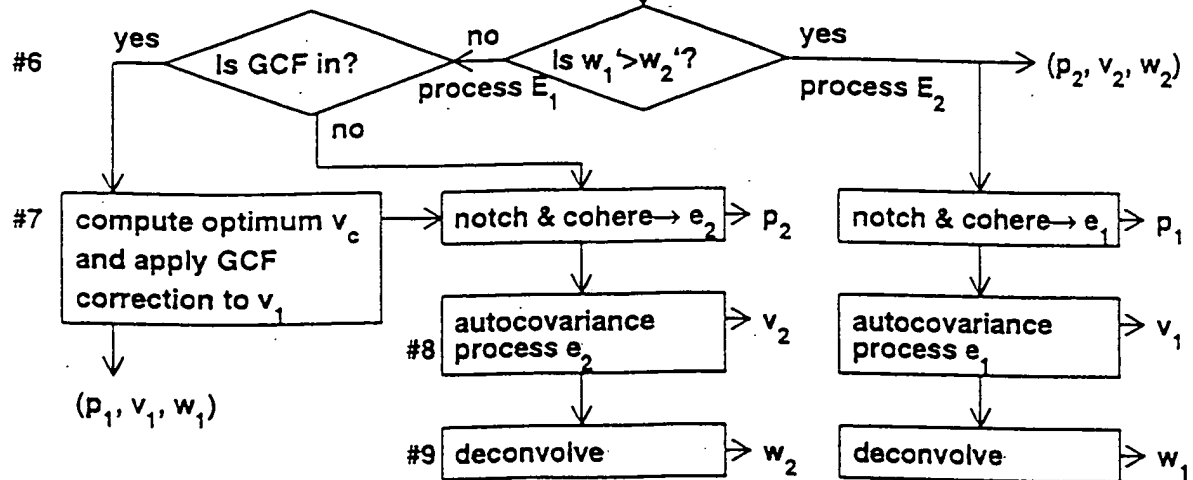 #6
yes
Is GCF in?
no
process E1
Is w1'>w2'?
yes
process E2
(p2, v2, w2)
no
#7
compute optimum vc
and apply GCF
correction to v1
(p1, v1, w1)
notch & cohere→ e2
p2
notch & cohere→ e1
p1
#8
autocovariance
process e2
v2
autocovariance
process e1
v1
#9
deconvolve
w2
deconvolve
w1